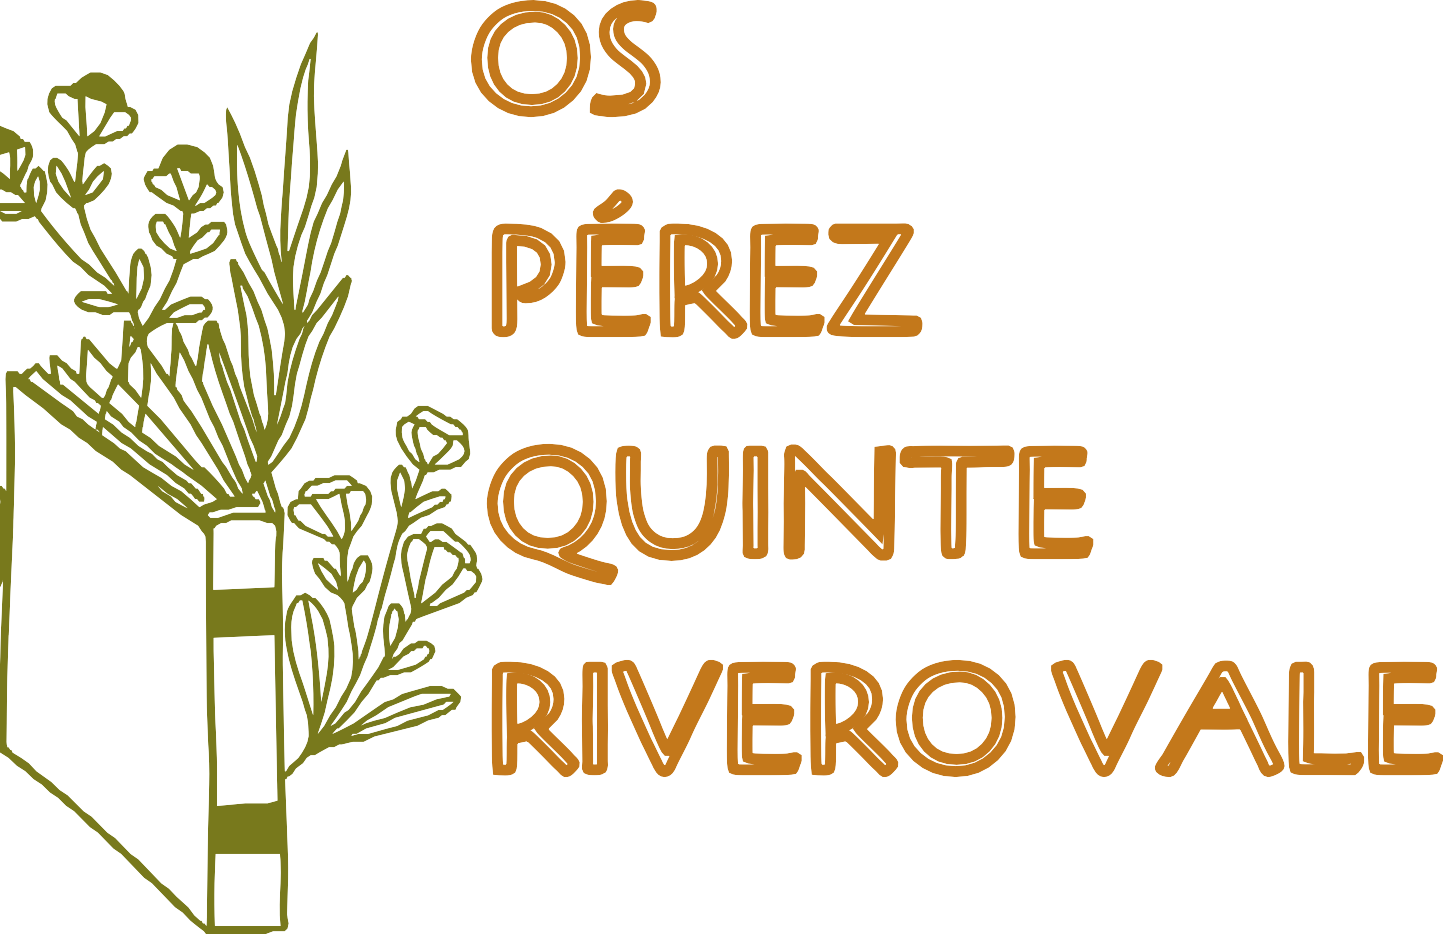 OS
PÉREZ
QUINTE
RIVERO VALE